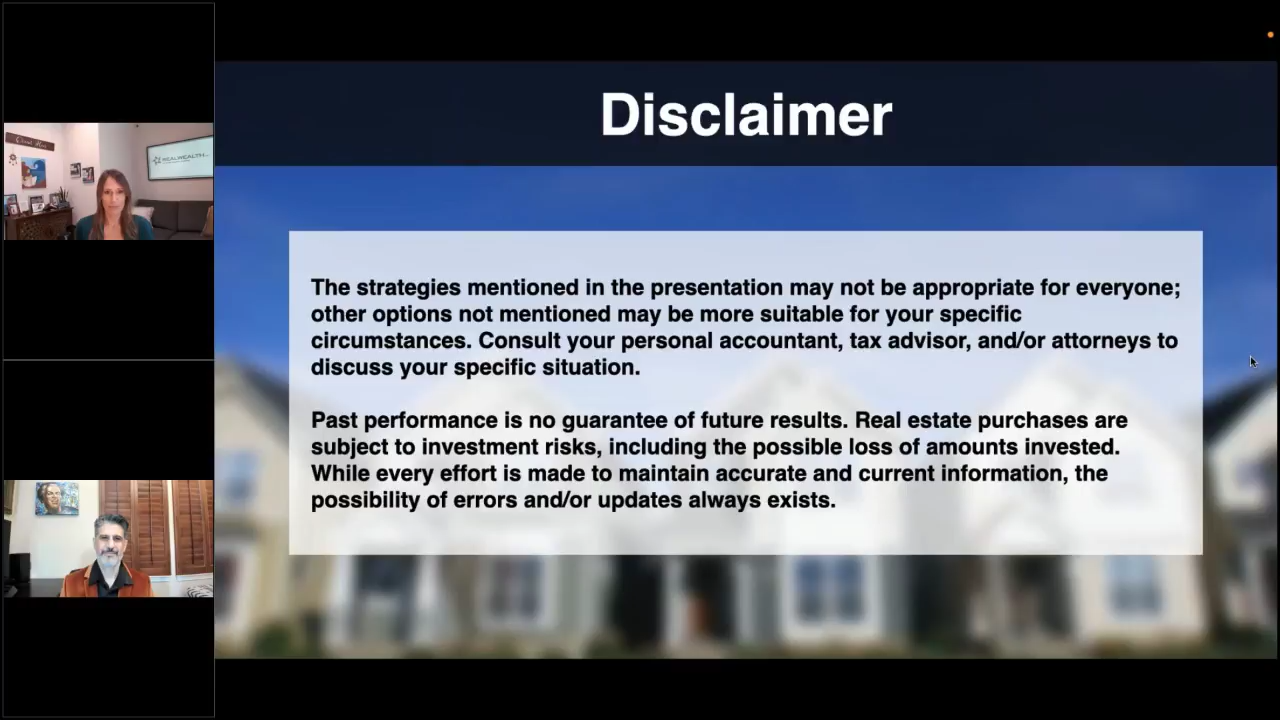 Disclaimer
REALWEALTH
The strategies mentioned in the presentation may not be appropriate for everyone;
other options not mentioned may be more suitable for your specific
circumstances. Consult your personal accountant, tax advisor, and/or attorneys to
discuss your specific situation.
Past performance is no guarantee of future results. Real estate purchases are
subject to investment risks, including the possible loss of amounts invested.
While every effort is made to maintain accurate and current information, the
possibility of errors and/or updates always exists.